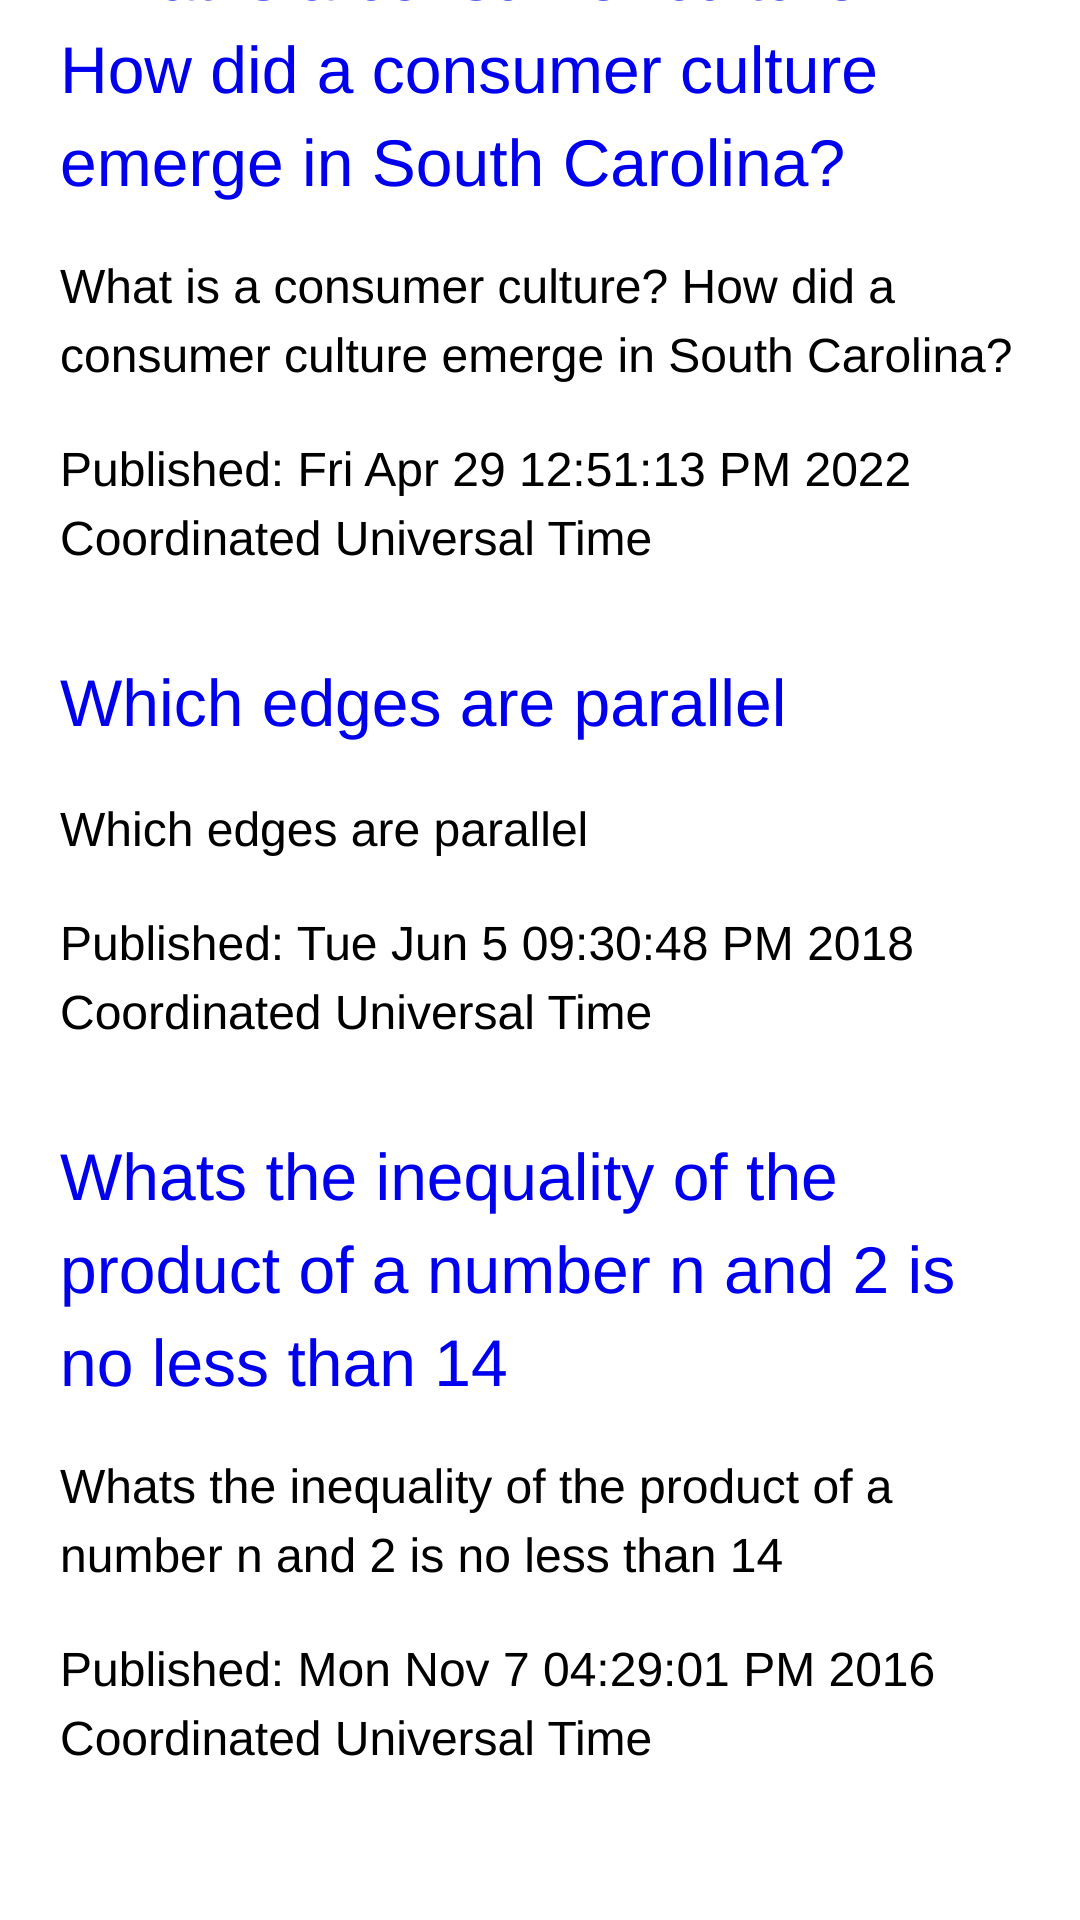 How did a consumer culture
emerge in South Carolina?
What is a consumer culture? How did a
consumer culture emerge in South Carolina?
Published: Fri Apr 29 12:51:13 PM 2022
Coordinated Universal Time
Which edges are parallel
Which edges are parallel
Published: Tue Jun 5 09:30:48 PM 2018
Coordinated Universal Time
Whats the inequality of the
product of a number n and 2 is
no less than 14
Whats the inequality of the product of a
number n and 2 is no less than 14
Published: Mon Nov 7 04:29:01 PM 2016
Coordinated Universal Time